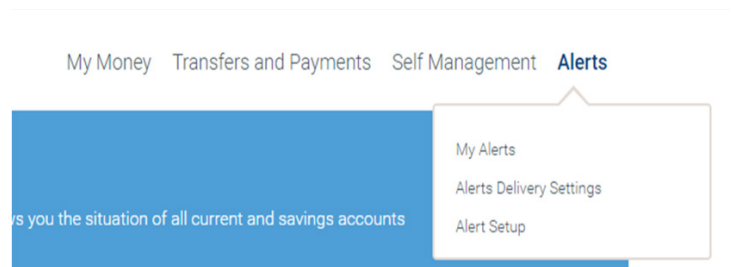 My Money Transfers and Payments Self Management Alerts
My Alerts
Alerts Delivery Settings
you the situation of all current and savings accounts
Alert Setup